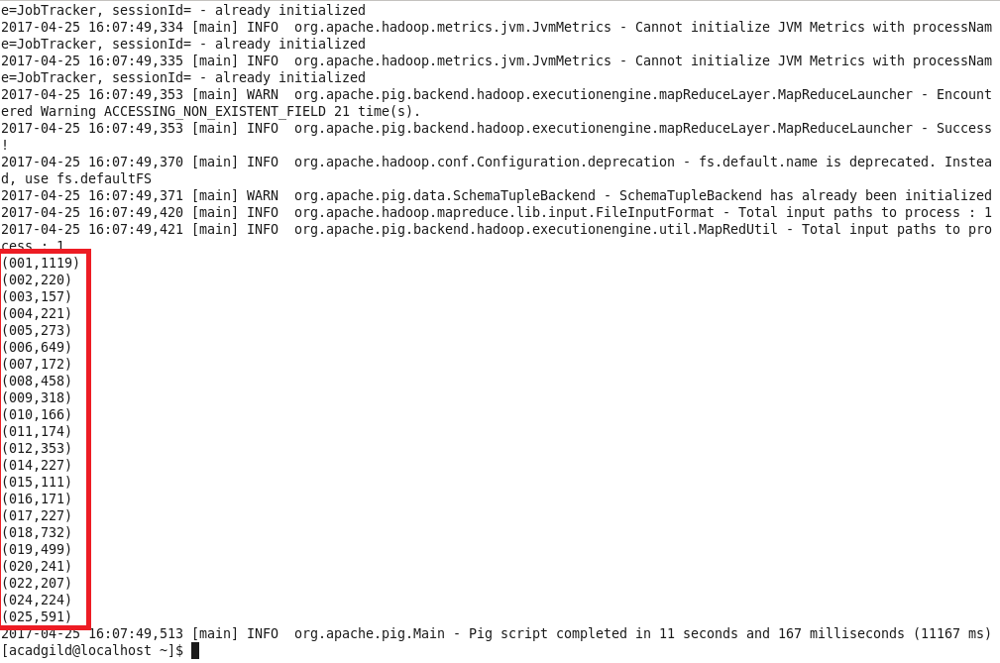 e=JobTracker, sessionId= - already initialized
2017-04-25 16:07:49,334 [main] INFO  org.apache.hadoop.metrics.jvm.JvmMetrics - Cannot initialize JVM Metrics with processNam
e=JobTracker, sessionId= - already initialized
2017-04-25 16:07:49,335 [main] INFO  org.apache.hadoop.metrics.jvm.JvmMetrics - Cannot initialize JVM Metrics with processNam
e=JobTracker, sessionId= - already initialized
2017-04-25 16:07:49,353 [main] WARN  org.apache.pig.backend.hadoop.executionengine.mapReduceLayer.MapReduceLauncher - Encount
ered Warning ACCESSING_NON_EXISTENT_FIELD 21 time(s).
2017-04-25 16:07:49,353 [main] INFO  org.apache.pig.backend.hadoop.executionengine.mapReduceLayer.MapReduceLauncher - Success
!
2017-04-25 16:07:49,370 [main] INFO  org.apache.hadoop.conf.Configuration.deprecation - fs.default.name is deprecated. Instea
d, use fs.defaultFS
2017-04-25 16:07:49,371 [main] WARN  org.apache.pig.data.SchemaTupleBackend - SchemaTupleBackend has already been initialized
2017-04-25 16:07:49,420 [main] INFO  org.apache.hadoop.mapreduce.lib.input.FileInputFormat - Total input paths to process : 1
2017-04-25 16:07:49,421 [main] INFO  org.apache.pig.backend.hadoop.executionengine.util.MapRedUtil - Total input paths to pro
cess : 1
(001,1119)
(002,220)
(003,157)
(004,221)
(005,273)
(006,649)
(007,172)
(008,458)
(009,318)
(010,166)
(011,174)
(012,353)
(014,227)
(015,111)
(016,171)
(017,227)
(018,732)
(019,499)
(020,241)
(022,207)
(024,224)
(025,591)
2017-04-25 16:07:49,513 [main] INFO  org.apache.pig.Main - Pig script completed in 11 seconds and 167 milliseconds (11167 ms)
[acadgild@localhost ~]$